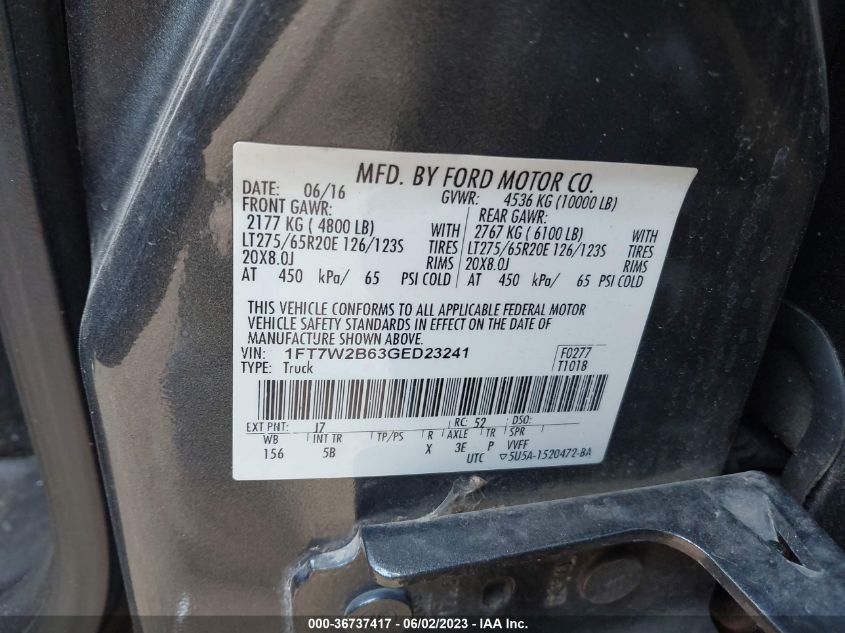 MFD. BY FORD MOTOR CO.
DATE: 06/16 GVWR: 4536 KG (10000 LB)
FRONT GAWR: REAR GAWR:
2177 KG ( 4800 LB) WITH 2767 KG ( 6100 LB) WITH
LT275/65R20E 126/123S TIRES LT275/65R20E 126/123S TIRES
20X8.0J RIMS 20X8.0J RIMS
AT 450 kPa/ 65 PSI COLD AT 450 kPa/ 65 PSI COLD
THIS VEHICLE CONFORMS TO ALL APPLICABLE FEDERAL MOTOR
VEHICLE SAFETY STANDARDS IN EFFECT ON THE DATE OF
MANUFACTURE SHOWN ABOVE.
VIN: 1FT7W2B63GED23241 F0277
TYPE: Truck T1018
EXT PNT: J7 RC: 52 DSO:
WB INT TR TP/PS R AXLE TR SPR
156 5B X 3E P VVFF
UTC ▽5U5A-1520472-BA
000-36737417 - 06/02/2023 - IAA Inc.